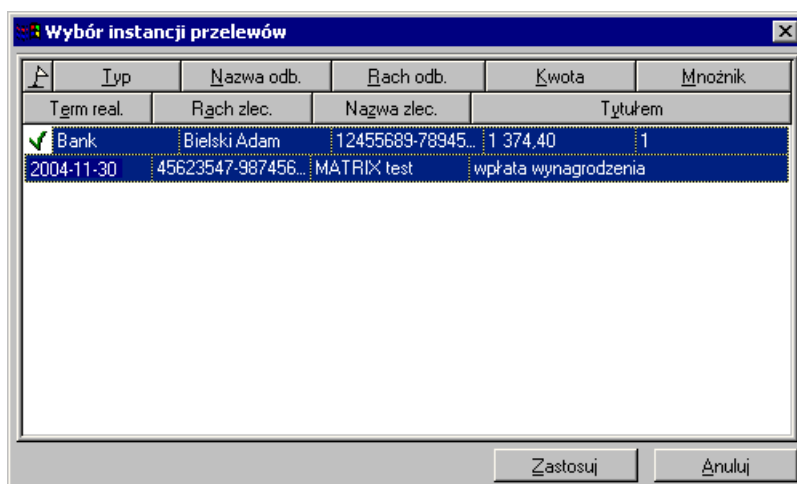 Wybór instancji przelewów
Typ Nazwa odb. Rach odb. Kwota Mnożnik
Term real. Rach zlec. Nazwa zlec. Tytułem
Bank Bielski Adam 12455689-78945... 1 374,40 1
2004-11-30 45623547-987456... MATRIX test wpłata wynagrodzenia
Zastosuj Anuluj